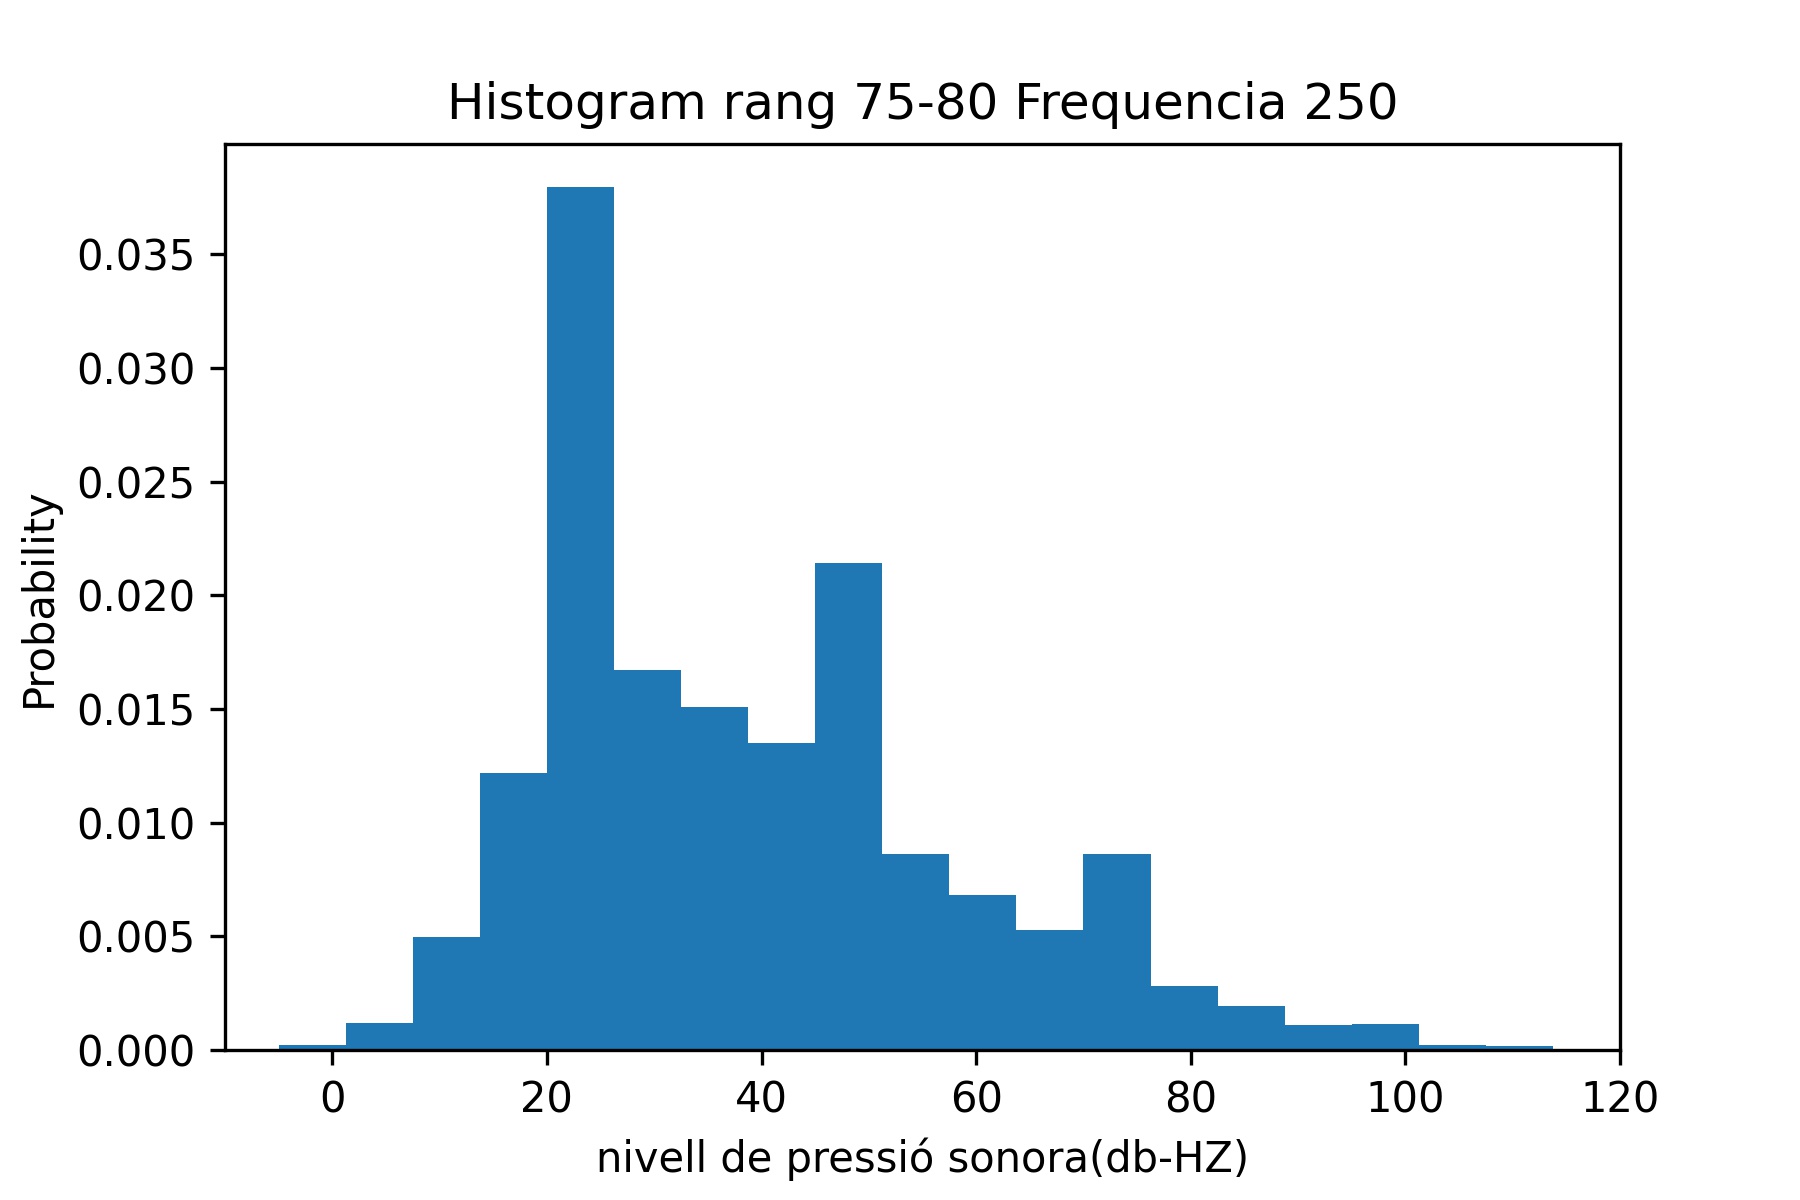 Histogram rang 75-80 Frequencia 250
Probability
0.035
0.030
0.025
0.020
0.015
0.010
0.005
0.000
0 20 40 60 80 100 120
nivell de pressió sonora(db-HZ)